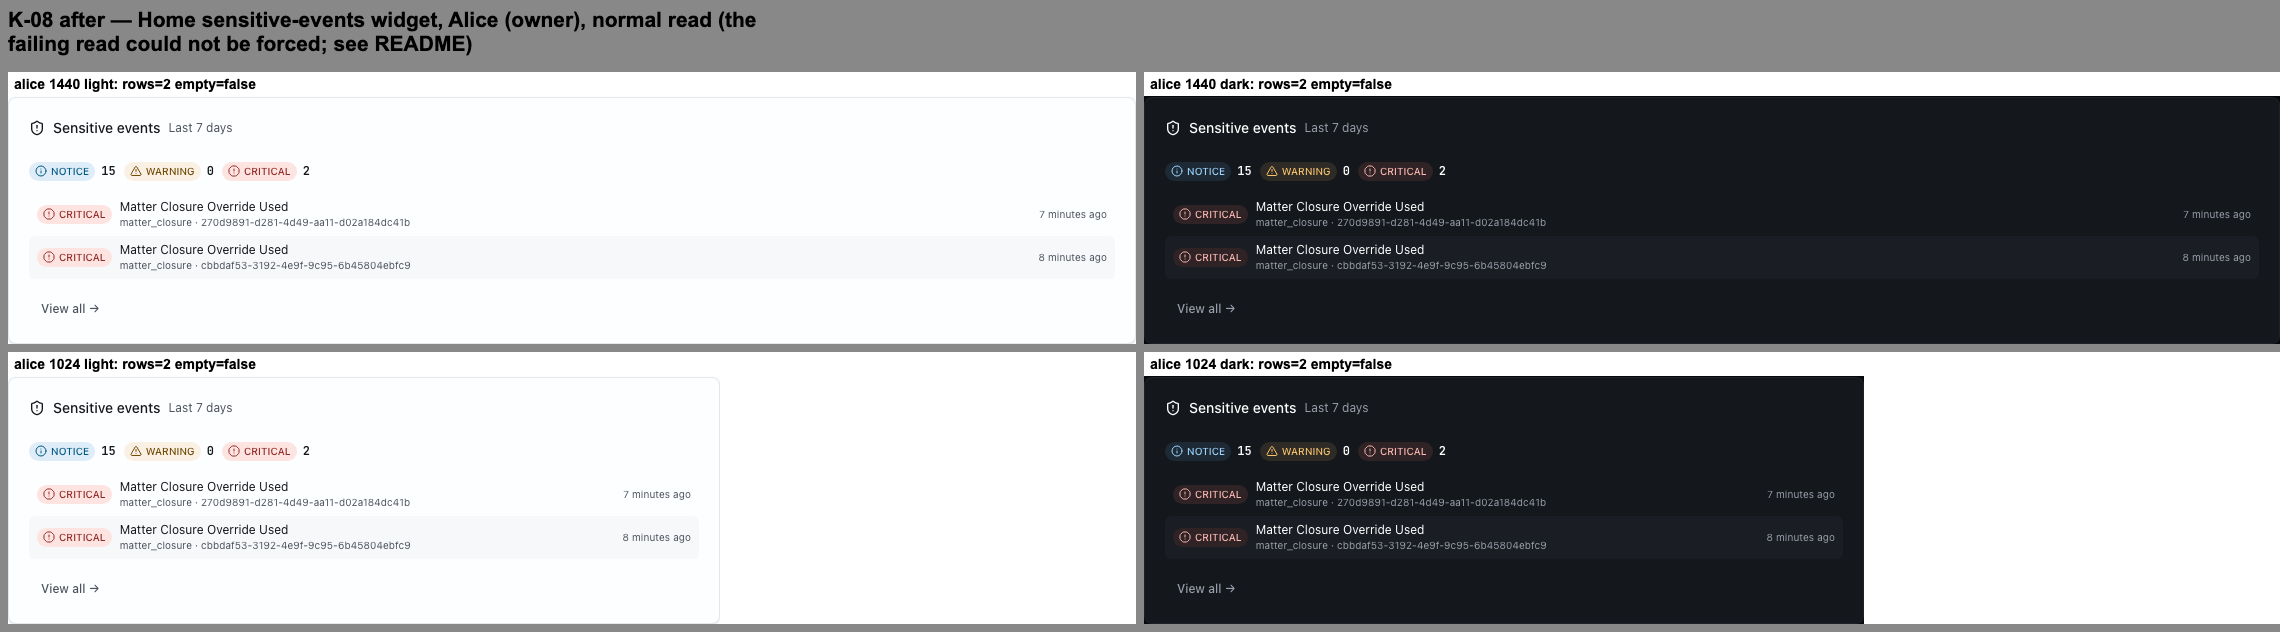 K-08 after — Home sensitive-events widget, Alice (owner), normal read (the
failing read could not be forced; see README)
alice 1440 light: rows=2 empty=false
Sensitive events Last 7 days
NOTICE 15 WARNING 0 CRITICAL 2
CRITICAL Matter Closure Override Used
matter_closure · 270d9891-d281-4d49-aa11-d02a184dc41b
7 minutes ago
CRITICAL Matter Closure Override Used
matter_closure · cbbdaf53-3192-4e9f-9c95-6b45804ebfc9
8 minutes ago
View all →
alice 1440 dark: rows=2 empty=false
Sensitive events Last 7 days
NOTICE 15 WARNING 0 CRITICAL 2
CRITICAL Matter Closure Override Used
matter_closure · 270d9891-d281-4d49-aa11-d02a184dc41b
7 minutes ago
CRITICAL Matter Closure Override Used
matter_closure · cbbdaf53-3192-4e9f-9c95-6b45804ebfc9
8 minutes ago
View all →
alice 1024 light: rows=2 empty=false
Sensitive events Last 7 days
NOTICE 15 WARNING 0 CRITICAL 2
CRITICAL Matter Closure Override Used
matter_closure · 270d9891-d281-4d49-aa11-d02a184dc41b
7 minutes ago
CRITICAL Matter Closure Override Used
matter_closure · cbbdaf53-3192-4e9f-9c95-6b45804ebfc9
8 minutes ago
View all →
alice 1024 dark: rows=2 empty=false
Sensitive events Last 7 days
NOTICE 15 WARNING 0 CRITICAL 2
CRITICAL Matter Closure Override Used
matter_closure · 270d9891-d281-4d49-aa11-d02a184dc41b
7 minutes ago
CRITICAL Matter Closure Override Used
matter_closure · cbbdaf53-3192-4e9f-9c95-6b45804ebfc9
8 minutes ago
View all →